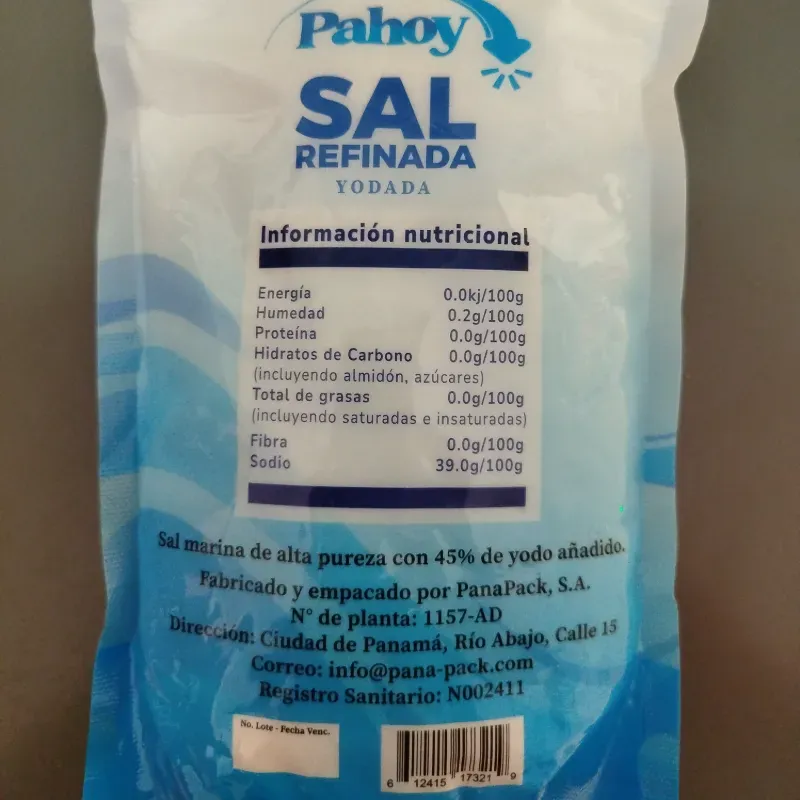 Pahoy
SAL
REFINADA
YODADA
Información nutricional
Energía 0.0kj/100g
Humedad 0.2g/100g
Proteína 0.0g/100g
Hidratos de Carbono 0.0g/100g
(incluyendo almidón, azúcares)
Total de grasas 0.0g/100g
(incluyendo saturadas e insaturadas)
Fibra 0.0g/100g
Sodio 39.0g/100g
Sal marina de alta pureza con 45% de yodo añadido.
Fabricado y empacado por PanaPack, S.A.
N° de planta: 1157-AD
Dirección: Ciudad de Panamá, Río Abajo, Calle 15
Correo: info@pana-pack.com
Registro Sanitario: N002411
No. Lote - Fecha Venc.
6 12415 17321 9